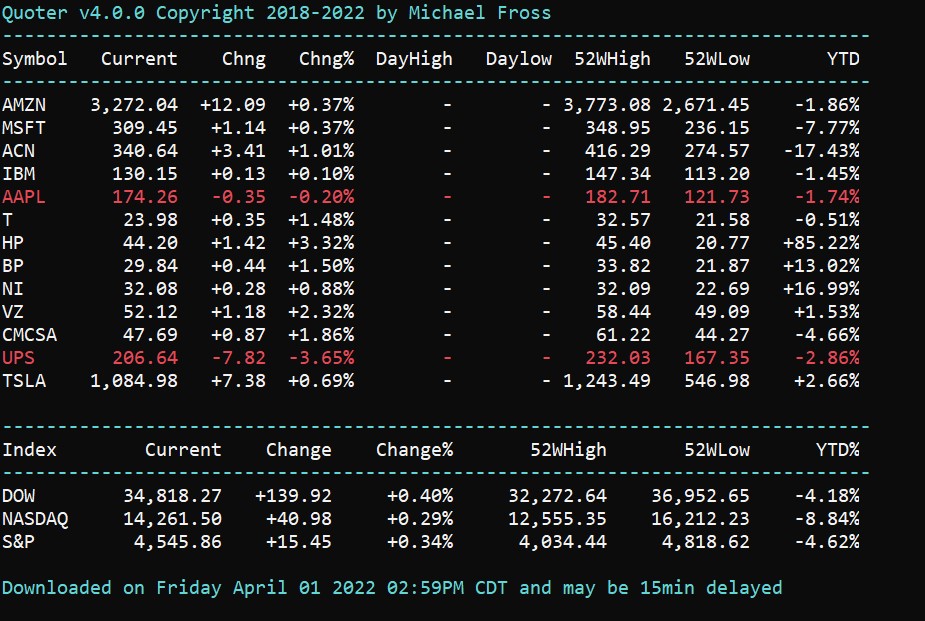 Quoter v4.0.0 Copyright 2018-2022 by Michael Fross
-------------------------------------------------------------------------------
Symbol Current Chng Chng% DayHigh Daylow 52WHigh 52WLow YTD
-------------------------------------------------------------------------------
AMZN 3,272.04 +12.09 +0.37% - - 3,773.08 2,671.45 -1.86%
MSFT 309.45 +1.14 +0.37% - - 348.95 236.15 -7.77%
ACN 340.64 +3.41 +1.01% - - 416.29 274.57 -17.43%
IBM 130.15 +0.13 +0.10% - - 147.34 113.20 -1.45%
AAPL 174.26 -0.35 -0.20% - - 182.71 121.73 -1.74%
T 23.98 +0.35 +1.48% - - 32.57 21.58 -0.51%
HP 44.20 +1.42 +3.32% - - 45.40 20.77 +85.22%
BP 29.84 +0.44 +1.50% - - 33.82 21.87 +13.02%
NI 32.08 +0.28 +0.88% - - 32.09 22.69 +16.99%
VZ 52.12 +1.18 +2.32% - - 58.44 49.09 +1.53%
CMCSA 47.69 +0.87 +1.86% - - 61.22 44.27 -4.66%
UPS 206.64 -7.82 -3.65% - - 232.03 167.35 -2.86%
TSLA 1,084.98 +7.38 +0.69% - - 1,243.49 546.98 +2.66%
-------------------------------------------------------------------------------
Index Current Change Change% 52WHigh 52WLow YTD%
-------------------------------------------------------------------------------
DOW 34,818.27 +139.92 +0.40% 32,272.64 36,952.65 -4.18%
NASDAQ 14,261.50 +40.98 +0.29% 12,555.35 16,212.23 -8.84%
S&P 4,545.86 +15.45 +0.34% 4,034.44 4,818.62 -4.62%
Downloaded on Friday April 01 2022 02:59PM CDT and may be 15min delayed